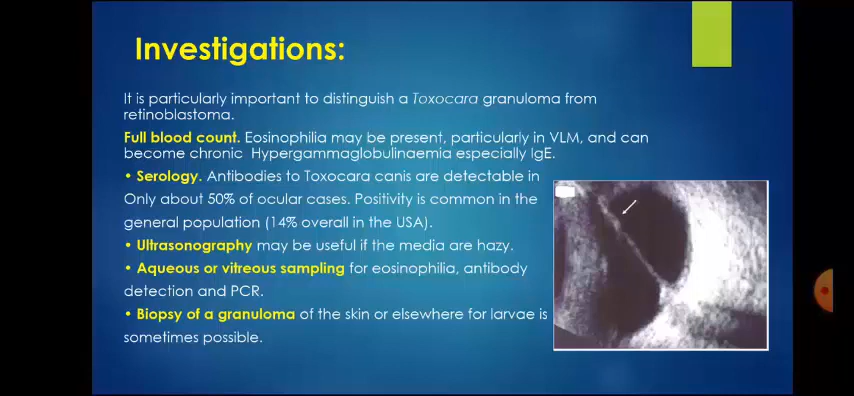 Investigations:
It is particularly important to distinguish a Toxocara granuloma from
retinoblastoma.
Full blood count. Eosinophilia may be present, particularly in VLM, and can
become chronic Hypergammaglobulinaemia especially IgE.
• Serology. Antibodies to Toxocara canis are detectable in
Only about 50% of ocular cases. Positivity is common in the
general population (14% overall in the USA).
• Ultrasonography may be useful if the media are hazy.
• Aqueous or vitreous sampling for eosinophilia, antibody
detection and PCR.
• Biopsy of a granuloma of the skin or elsewhere for larvae is
sometimes possible.